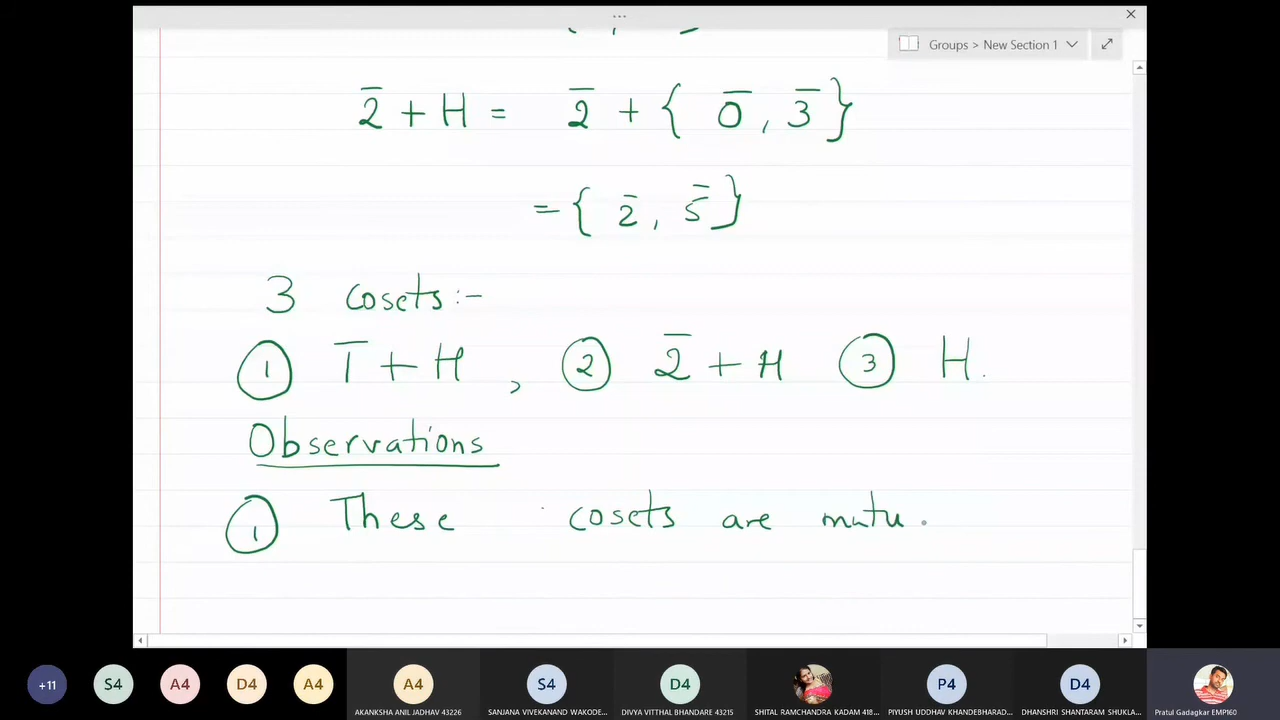 Groups > New Section 1
2̄ + H = 2̄ + { 0̄, 3̄ }
= { 2̄, 5̄ }
3 cosets :-
① 1̄ + H , ② 2̄ + H ③ H.
Observations
① These cosets are mutu
+11 S4 A4 D4 A4 A4 S4 D4 P4 D4
AKANKSHA ANIL JADHAV 43226 SANJANA VIVEKANAND WAKODE... DIVYA VITTHAL BHANDARE 43215 SHITAL RAMCHANDRA KADAM 418... PIYUSH UDDHAV KHANDEBHARAD... DHANSHRI SHANTARAM SHUKLA... Pratul Gadagkar EMP160